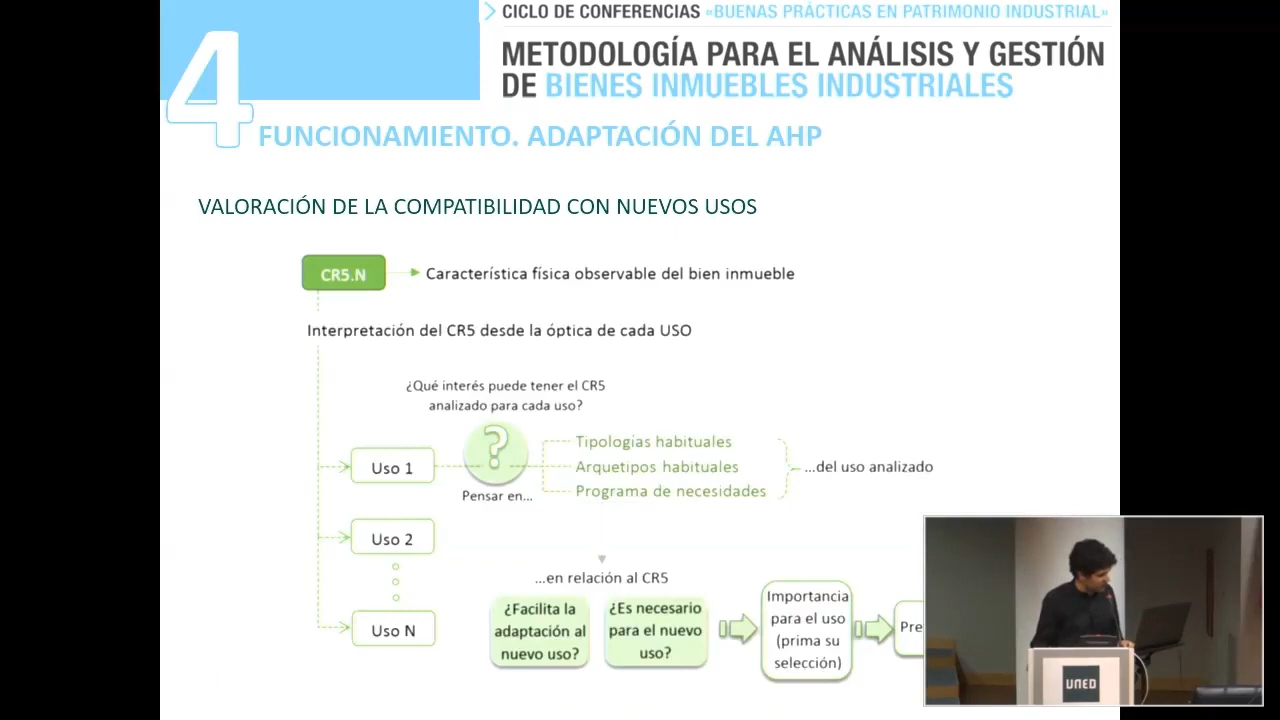 CICLO DE CONFERENCIAS «BUENAS PRÁCTICAS EN PATRIMONIO INDUSTRIAL»
METODOLOGÍA PARA EL ANÁLISIS Y GESTIÓN
DE BIENES INMUEBLES INDUSTRIALES
4
FUNCIONAMIENTO. ADAPTACIÓN DEL AHP
VALORACIÓN DE LA COMPATIBILIDAD CON NUEVOS USOS
CR5.N
Característica física observable del bien inmueble
Interpretación del CR5 desde la óptica de cada USO
¿Qué interés puede tener el CR5
analizado para cada uso?
?
Uso 1
Pensar en...
Tipologías habituales
Arquetipos habituales
Programa de necesidades
...del uso analizado
Uso 2
Uso N
...en relación al CR5
¿Facilita la
adaptación al
nuevo uso?
¿Es necesario
para el nuevo
uso?
Importancia
para el uso
(prima su
selección)
Pre
UNED